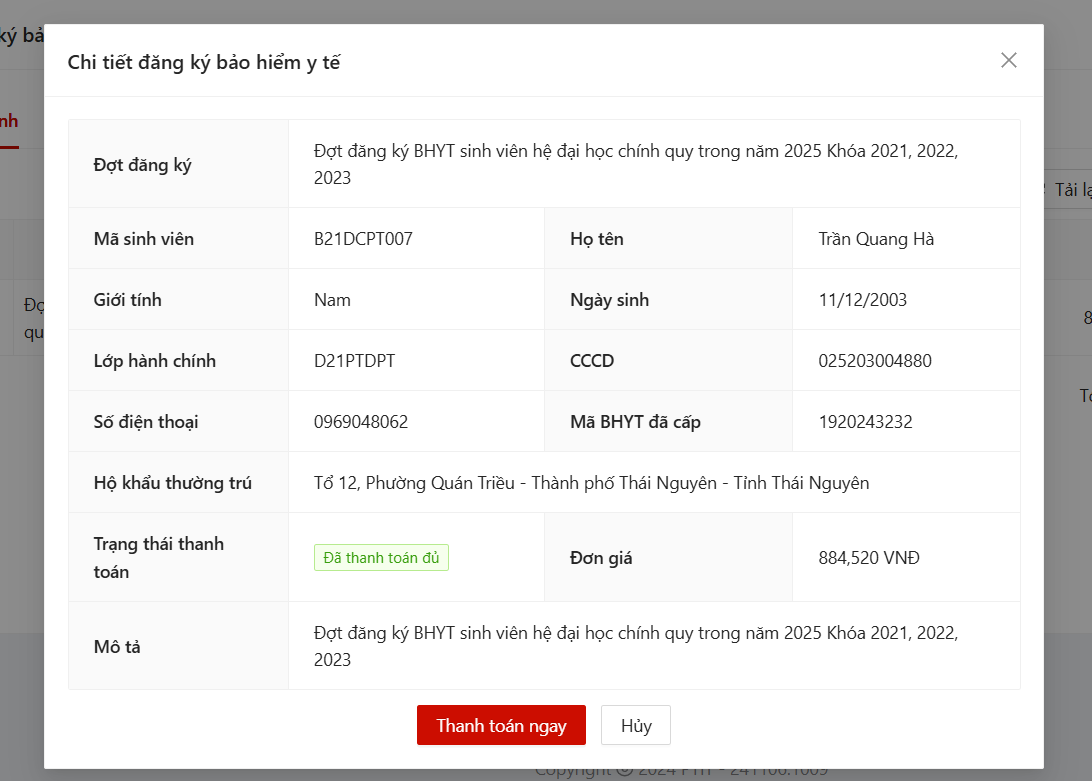 ký bả
Chi tiết đăng ký bảo hiểm y tế
nh
Đợt đăng ký
Đợt đăng ký BHYT sinh viên hệ đại học chính quy trong năm 2025 Khóa 2021, 2022,
2023
Tải lạ
Mã sinh viên B21DCPT007 Họ tên Trần Quang Hà
Giới tính Nam Ngày sinh 11/12/2003
Đợ
qu
8
Lớp hành chính D21PTDPT CCCD 025203004880
Số điện thoại 0969048062 Mã BHYT đã cấp 1920243232
Hộ khẩu thường trú Tổ 12, Phường Quán Triều - Thành phố Thái Nguyên - Tỉnh Thái Nguyên
Trạng thái thanh
toán
Đã thanh toán đủ Đơn giá 884,520 VNĐ
Mô tả
Đợt đăng ký BHYT sinh viên hệ đại học chính quy trong năm 2025 Khóa 2021, 2022,
2023
Thanh toán ngay Hủy